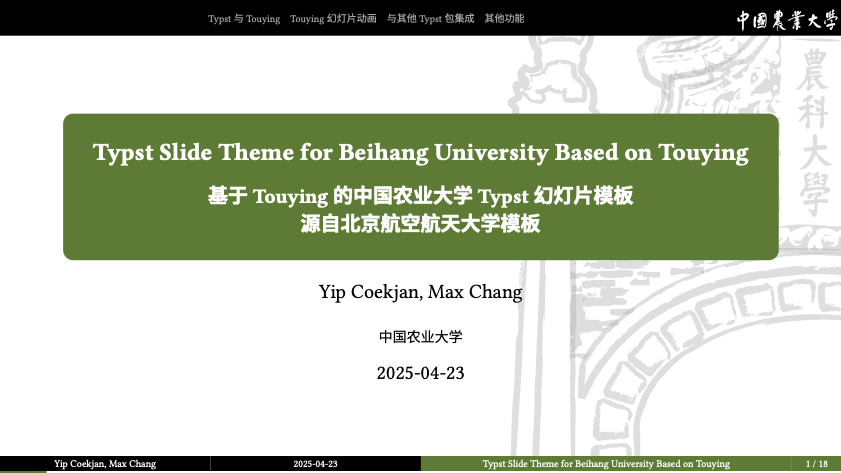 Typst 与 Touying Touying 幻灯片动画 与其他 Typst 包集成 其他功能
中國農業大學
農科大學
Typst Slide Theme for Beihang University Based on Touying
基于 Touying 的中国农业大学 Typst 幻灯片模板
源自北京航空航天大学模板
Yip Coekjan, Max Chang
中国农业大学
2025-04-23
Yip Coekjan, Max Chang 2025-04-23 Typst Slide Theme for Beihang University Based on Touying 1 / 18